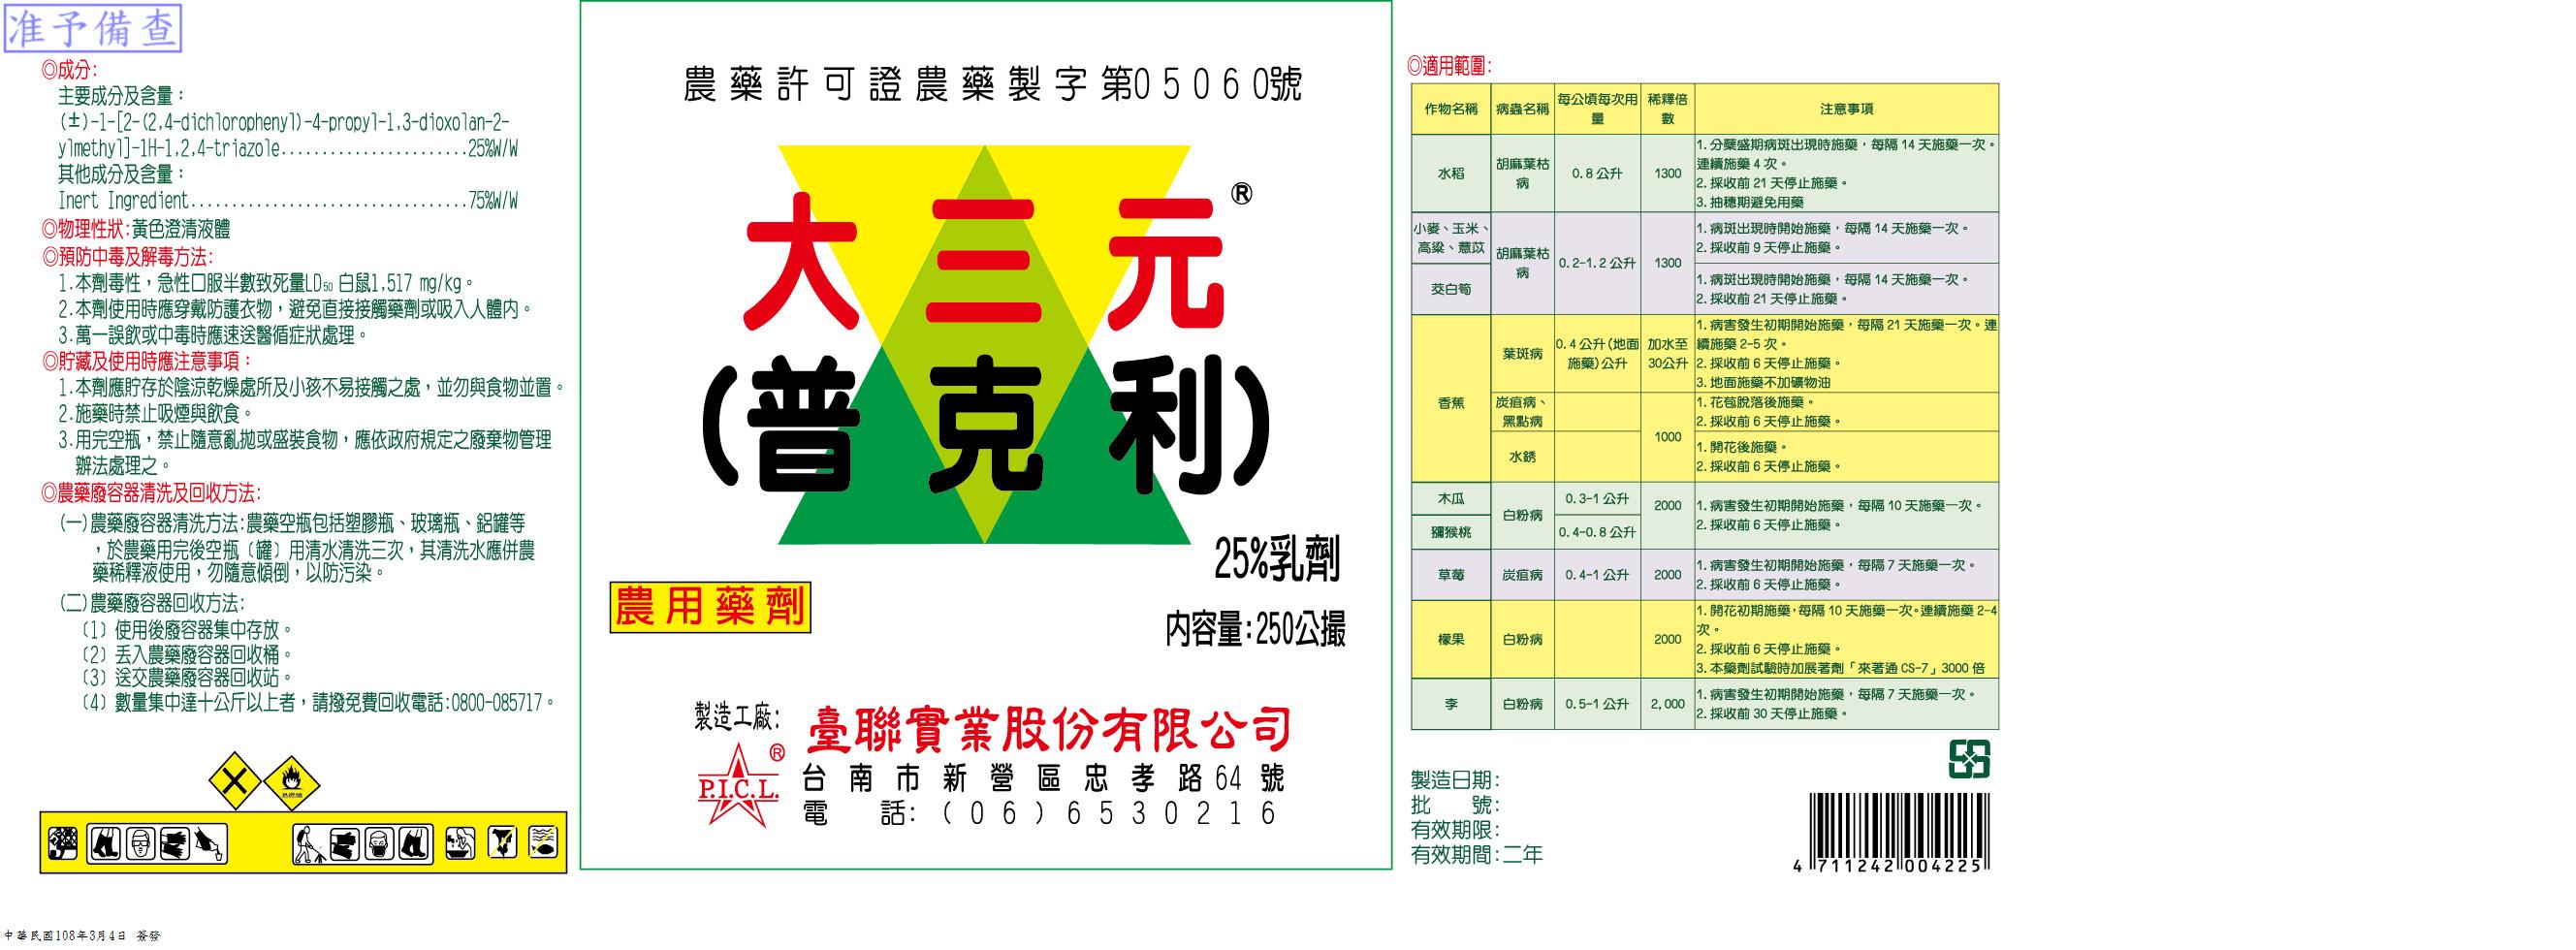 准予備查
◎成分:
主要成分及含量：
(±)-1-[2-(2,4-dichlorophenyl)-4-propyl-1,3-dioxolan-2-
ylmethyl]-1H-1,2,4-triazole.......................25%W/W
其他成分及含量：
Inert Ingredient..................................75%W/W
◎物理性狀:黃色澄清液體
◎預防中毒及解毒方法:
1.本劑毒性，急性口服半數致死量LD50 白鼠1,517 mg/kg。
2.本劑使用時應穿戴防護衣物，避免直接接觸藥劑或吸入人體內。
3.萬一誤飲或中毒時應速送醫循症狀處理。
◎貯藏及使用時應注意事項：
1.本劑應貯存於陰涼乾燥處所及小孩不易接觸之處，並勿與食物並置。
2.施藥時禁止吸煙與飲食。
3.用完空瓶，禁止隨意亂拋或盛裝食物，應依政府規定之廢棄物管理
辦法處理之。
◎農藥廢容器清洗及回收方法:
(一)農藥廢容器清洗方法:農藥空瓶包括塑膠瓶、玻璃瓶、鋁罐等
，於農藥用完後空瓶〔罐〕用清水清洗三次，其清洗水應併農
藥稀釋液使用，勿隨意傾倒，以防污染。
(二)農藥廢容器回收方法:
〔1〕使用後廢容器集中存放。
〔2〕丟入農藥廢容器回收桶。
〔3〕送交農藥廢容器回收站。
〔4〕數量集中達十公斤以上者，請撥免費回收電話:0800-085717。
中華民國108年3月4日 簽發
農藥許可證農藥製字第05060號
大三元®
(普克利)
25%乳劑
農用藥劑
內容量:250公撮
製造工廠:
臺聯實業股份有限公司
P.I.C.L. ®
台南市新營區忠孝路64號
電 話:(06)6530216
◎適用範圍:
作物名稱 病蟲名稱 每公頃每次用量 稀釋倍數 注意事項
水稻 胡麻葉枯病 0.8公升 1300
1.分蘗盛期病斑出現時施藥，每隔14天施藥一次。
連續施藥4次。
2.採收前21天停止施藥。
3.抽穗期避免用藥
小麥、玉米、高粱、薏苡 胡麻葉枯病 0.2-1.2公升 1300
1.病斑出現時開始施藥，每隔14天施藥一次。
2.採收前9天停止施藥。
茭白筍
1.病斑出現時開始施藥，每隔14天施藥一次。
2.採收前21天停止施藥。
香蕉 葉斑病 0.4公升(地面施藥)公升 加水至30公升
1.病害發生初期開始施藥，每隔21天施藥一次。連
續施藥2-5次。
2.採收前6天停止施藥。
3.地面施藥不加礦物油
炭疽病、黑點病 1000
1.花苞脫落後施藥。
2.採收前6天停止施藥。
水銹
1.開花後施藥。
2.採收前6天停止施藥。
木瓜 白粉病 0.3-1公升 2000
1.病害發生初期開始施藥，每隔10天施藥一次。
2.採收前6天停止施藥。
獼猴桃 0.4-0.8公升
草莓 炭疽病 0.4-1公升 2000
1.病害發生初期開始施藥，每隔7天施藥一次。
2.採收前6天停止施藥。
檬果 白粉病 2000
1.開花初期施藥，每隔10天施藥一次。連續施藥2-4
次。
2.採收前6天停止施藥。
3.本藥劑試驗時加展著劑「來著通CS-7」3000倍
李 白粉病 0.5-1公升 2,000
1.病害發生初期開始施藥，每隔7天施藥一次。
2.採收前30天停止施藥。
製造日期:
批 號:
有效期限:
有效期間:二年
4 711242 004225